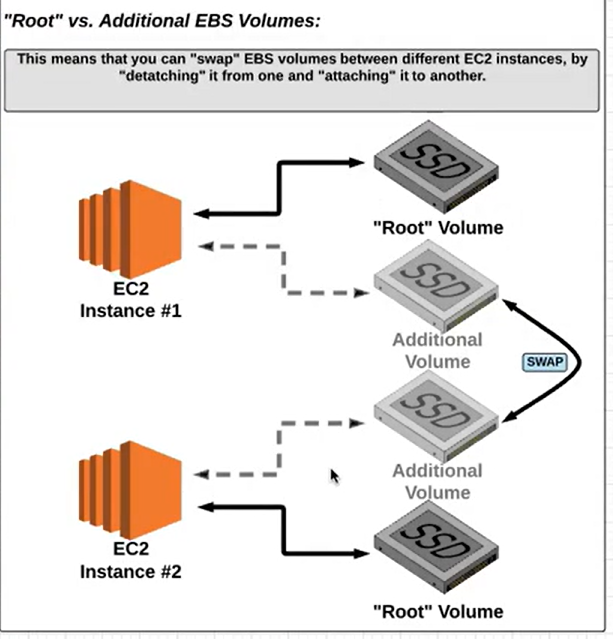 "Root" vs. Additional EBS Volumes:
This means that you can "swap" EBS volumes between different EC2 instances, by
"detatching" it from one and "attaching" it to another.
SSD
"Root" Volume
EC2
Instance #1
SSD
Additional
Volume
SWAP
SSD
Additional
Volume
EC2
Instance #2
SSD
"Root" Volume